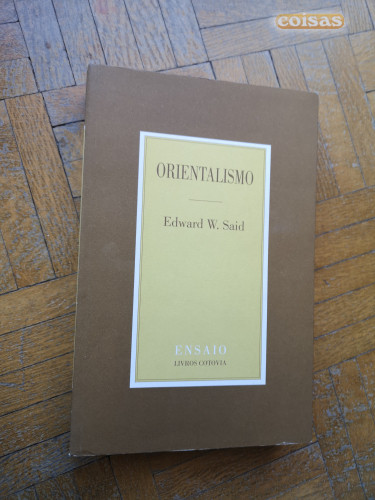 coisas
ORIENTALISMO
Edward W. Said
ENSAIO
LIVROS COTOVIA